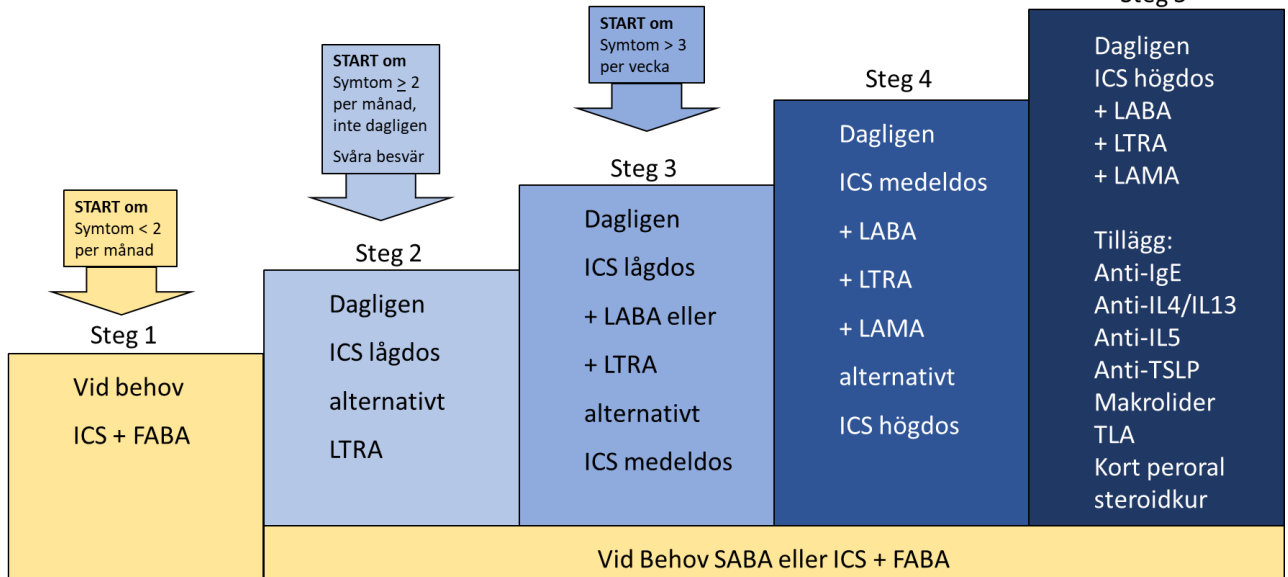 START om
Symtom < 2
per månad
Steg 1
Vid behov
ICS + FABA
START om
Symtom ≥ 2
per månad,
inte dagligen
Svåra besvär
Steg 2
Dagligen
ICS lågdos
alternativt
LTRA
START om
Symtom > 3
per vecka
Steg 3
Dagligen
ICS lågdos
+ LABA eller
+ LTRA
alternativt
ICS medeldos
Steg 4
Dagligen
ICS medeldos
+ LABA
+ LTRA
+ LAMA
alternativt
ICS högdos
Dagligen
ICS högdos
+ LABA
+ LTRA
+ LAMA
Tillägg:
Anti-IgE
Anti-IL4/IL13
Anti-IL5
Anti-TSLP
Makrolider
TLA
Kort peroral
steroidkur
Vid Behov SABA eller ICS + FABA